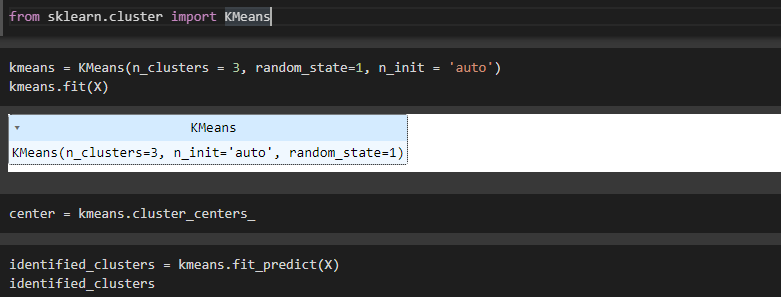 from sklearn.cluster import KMeans
kmeans = KMeans(n_clusters = 3, random_state=1, n_init = 'auto')
kmeans.fit(X)
▾ KMeans
KMeans(n_clusters=3, n_init='auto', random_state=1)
center = kmeans.cluster_centers_
identified_clusters = kmeans.fit_predict(X)
identified_clusters